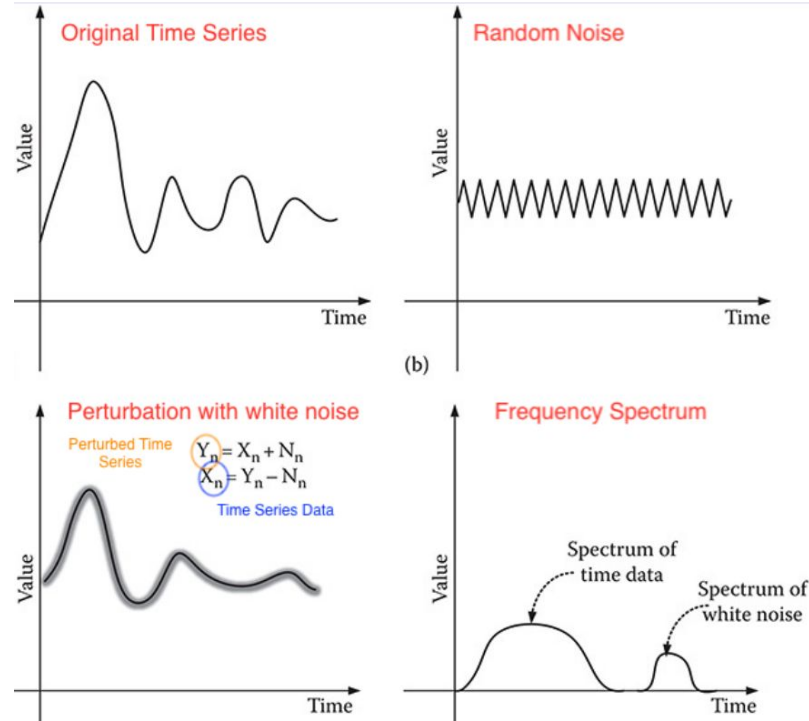 Original Time Series
Value
Time
Random Noise
Value
Time
(b)
Perturbation with white noise
Perturbed Time
Series
Yn = Xn + Nn
Xn = Yn − Nn
Time Series Data
Value
Time
Frequency Spectrum
Spectrum of
time data
Spectrum of
white noise
Value
Time